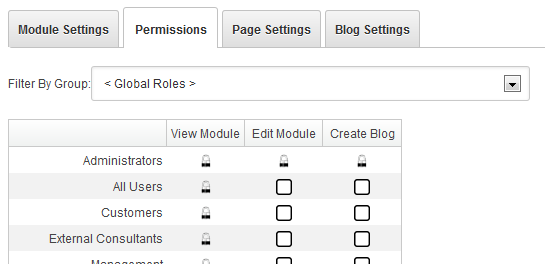 Module Settings Permissions Page Settings Blog Settings
Filter By Group: < Global Roles >
View Module Edit Module Create Blog
Administrators
All Users
Customers
External Consultants
Management